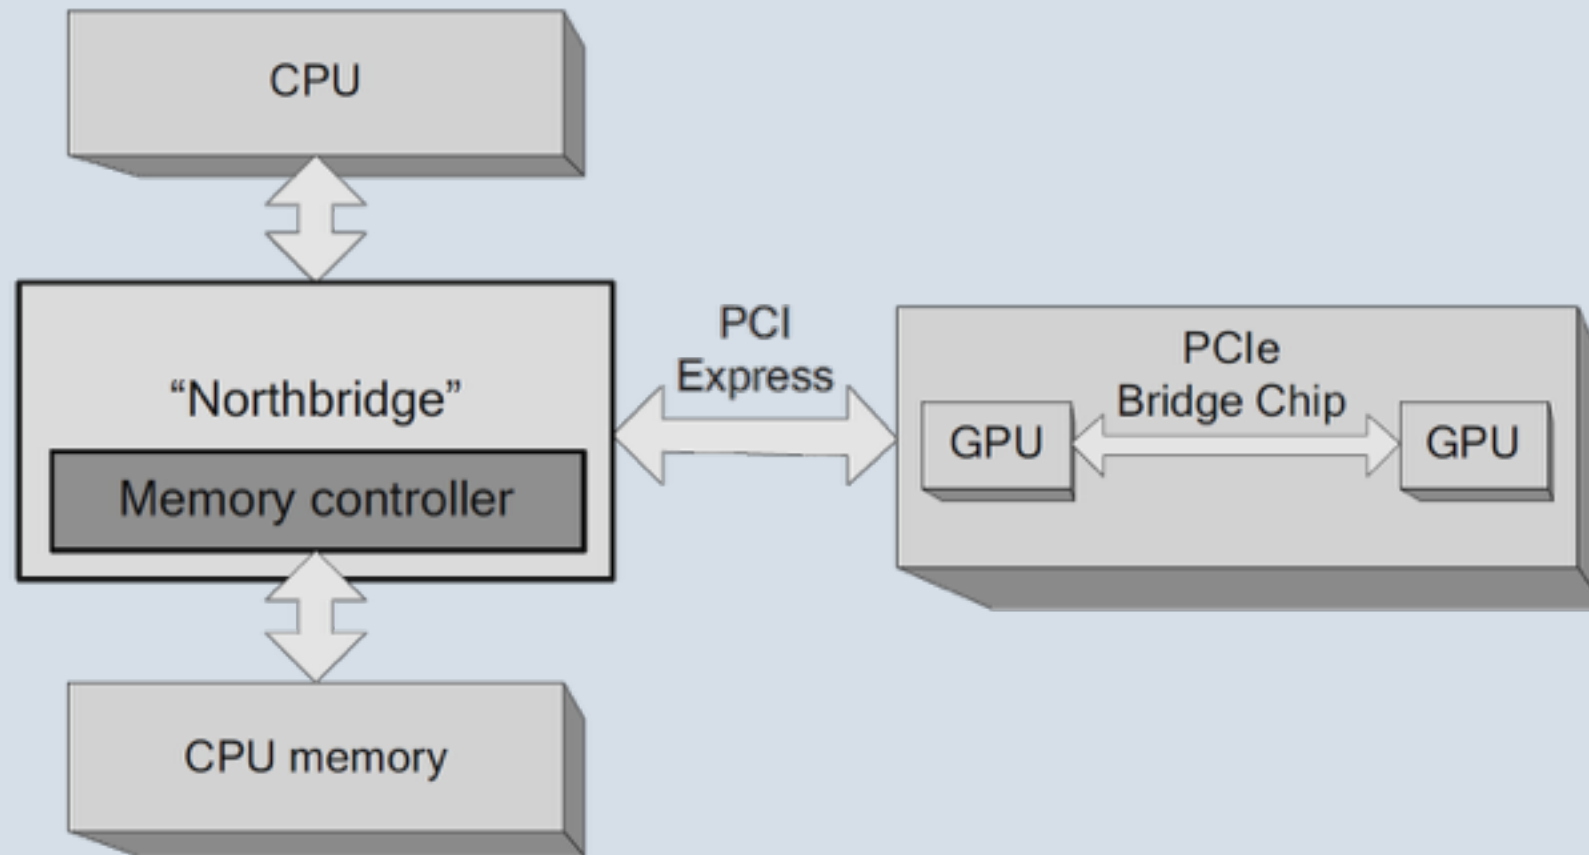 CPU
“Northbridge”
Memory controller
CPU memory
PCI
Express
PCIe
Bridge Chip
GPU
GPU